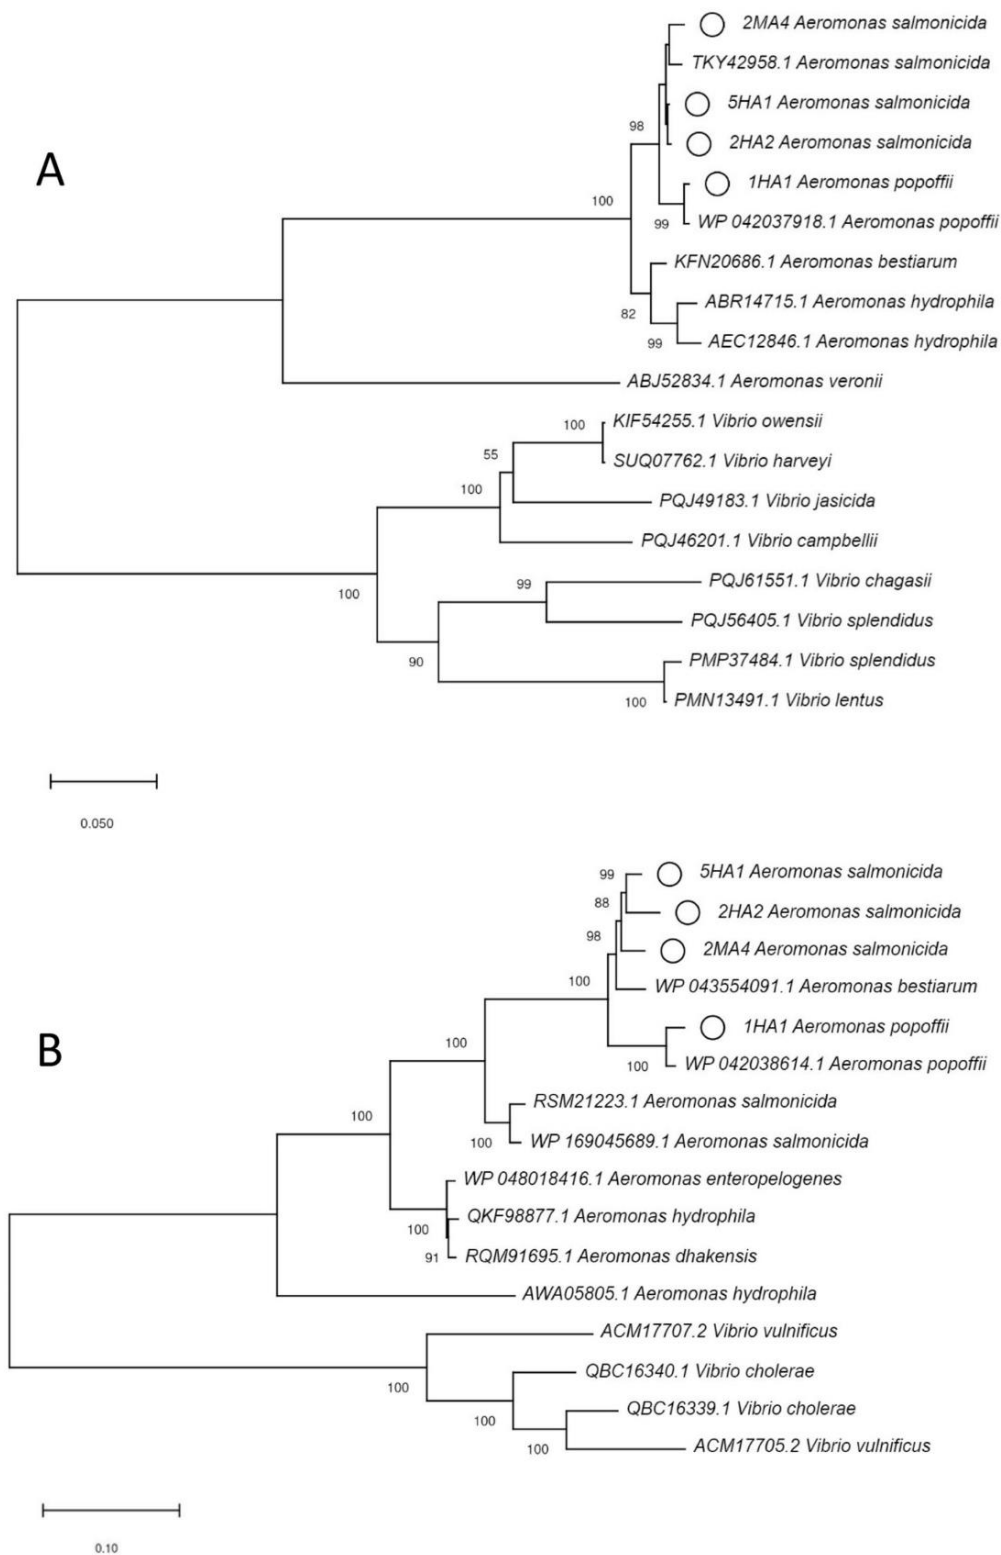 2MA4 Aeromonas salmonicida
TKY42958.1 Aeromonas salmonicida
5HA1 Aeromonas salmonicida
98
2HA2 Aeromonas salmonicida
A
1HA1 Aeromonas popoffii
100
99
WP 042037918.1 Aeromonas popoffii
KFN20686.1 Aeromonas bestiarum
ABR14715.1 Aeromonas hydrophila
82
99
AEC12846.1 Aeromonas hydrophila
ABJ52834.1 Aeromonas veronii
100
KIF54255.1 Vibrio owensii
55
SUQ07762.1 Vibrio harveyi
100
PQJ49183.1 Vibrio jasicida
PQJ46201.1 Vibrio campbellii
99
PQJ61551.1 Vibrio chagasii
100
PQJ56405.1 Vibrio splendidus
90
PMP37484.1 Vibrio splendidus
100
PMN13491.1 Vibrio lentus
0.050
99
5HA1 Aeromonas salmonicida
88
2HA2 Aeromonas salmonicida
98
2MA4 Aeromonas salmonicida
100
WP 043554091.1 Aeromonas bestiarum
1HA1 Aeromonas popoffii
B
100
100
WP 042038614.1 Aeromonas popoffii
RSM21223.1 Aeromonas salmonicida
100
100
WP 169045689.1 Aeromonas salmonicida
WP 048018416.1 Aeromonas enteropelogenes
QKF98877.1 Aeromonas hydrophila
100
91
RQM91695.1 Aeromonas dhakensis
AWA05805.1 Aeromonas hydrophila
ACM17707.2 Vibrio vulnificus
QBC16340.1 Vibrio cholerae
100
QBC16339.1 Vibrio cholerae
100
100
ACM17705.2 Vibrio vulnificus
0.10